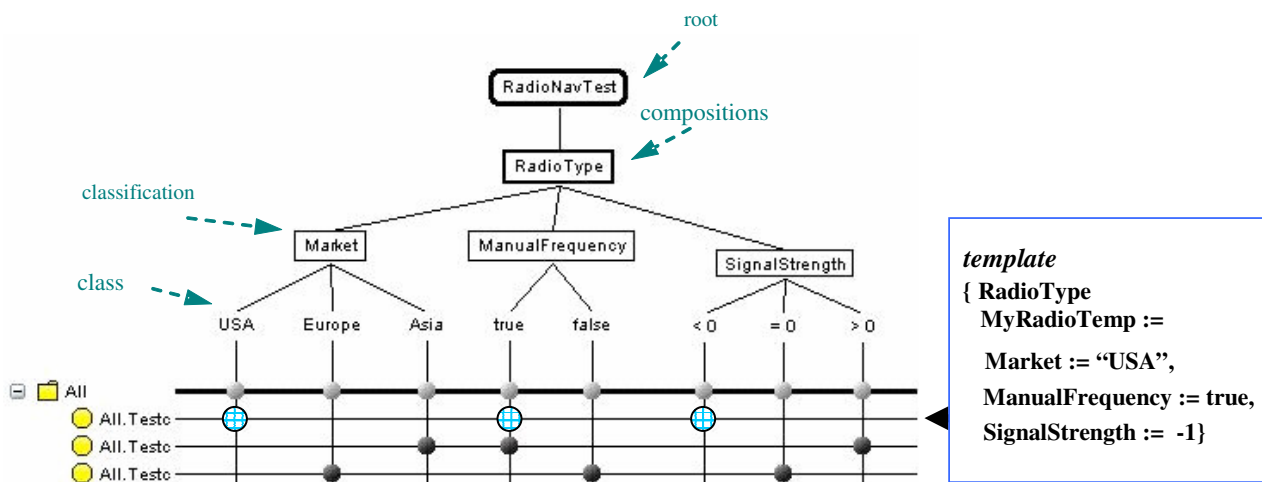 root
RadioNavTest
compositions
RadioType
classification
Market
ManualFrequency
SignalStrength
class
USA Europe Asia true false < 0 = 0 > 0
All
All.Testc
All.Testc
All.Testc
template
{ RadioType
MyRadioTemp :=
Market := “USA”,
ManualFrequency := true,
SignalStrength := -1}